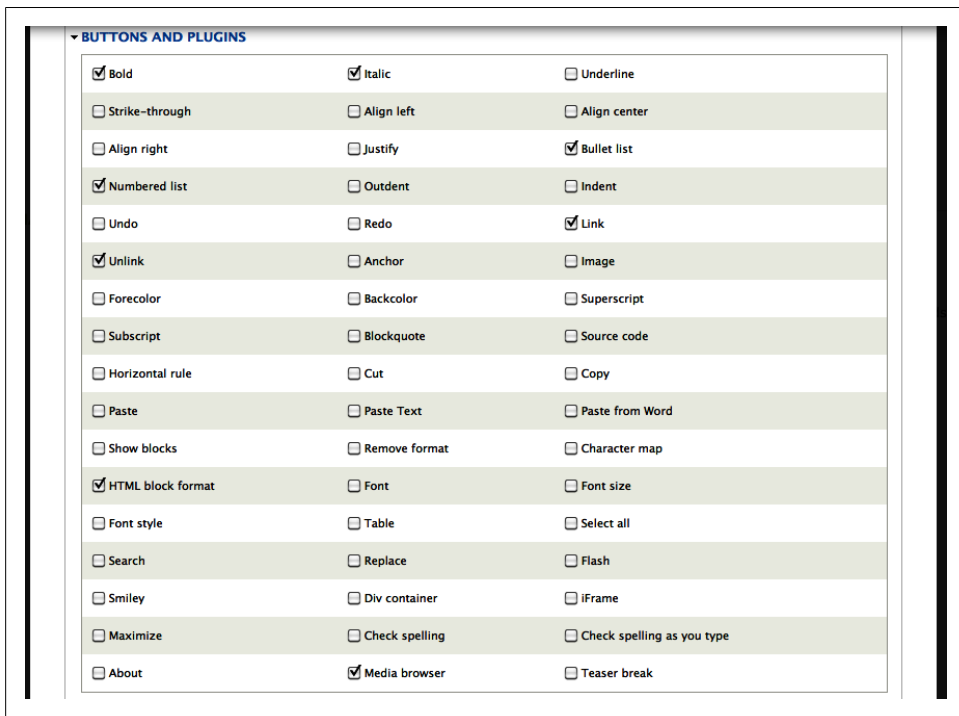 BUTTONS AND PLUGINS
Bold Italic Underline
Strike-through Align left Align center
Align right Justify Bullet list
Numbered list Outdent Indent
Undo Redo Link
Unlink Anchor Image
Forecolor Backcolor Superscript
Subscript Blockquote Source code
Horizontal rule Cut Copy
Paste Paste Text Paste from Word
Show blocks Remove format Character map
HTML block format Font Font size
Font style Table Select all
Search Replace Flash
Smiley Div container iFrame
Maximize Check spelling Check spelling as you type
About Media browser Teaser break